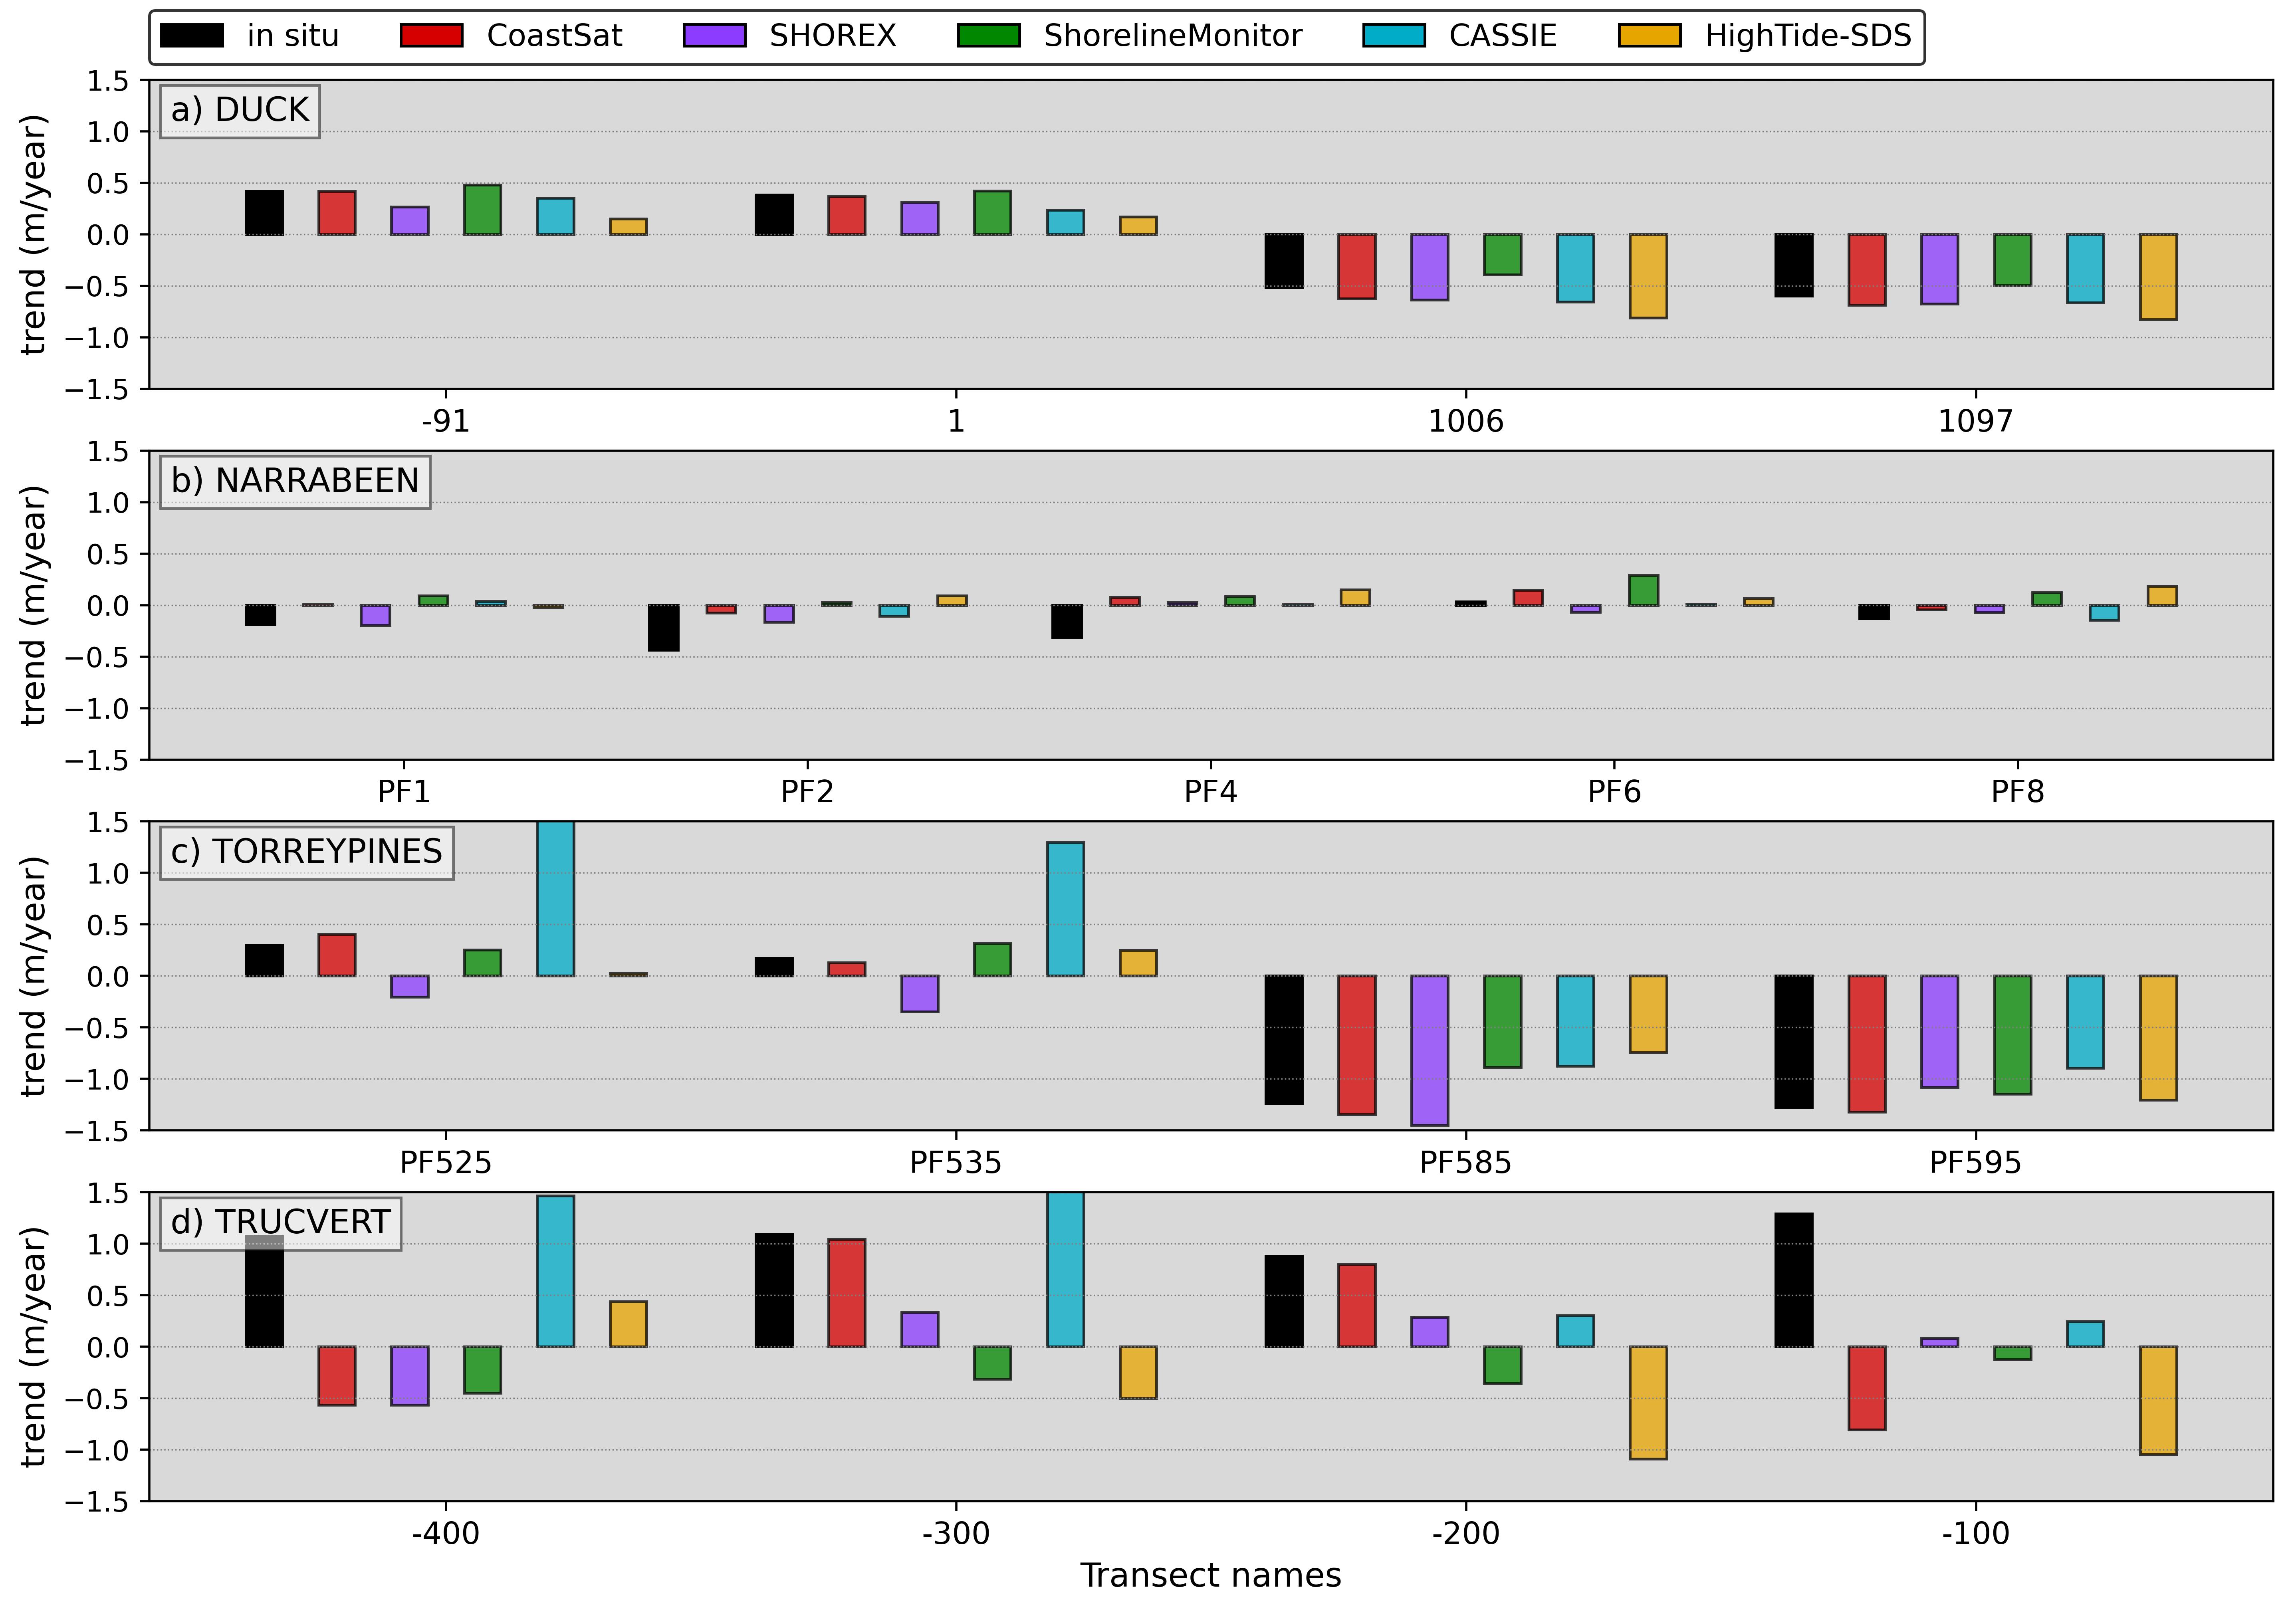 in situ CoastSat SHOREX ShorelineMonitor CASSIE HighTide-SDS
a) DUCK
trend (m/year)
1.5
1.0
0.5
0.0
−0.5
−1.0
−1.5
-91 1 1006 1097
b) NARRABEEN
trend (m/year)
1.5
1.0
0.5
0.0
−0.5
−1.0
−1.5
PF1 PF2 PF4 PF6 PF8
c) TORREYPINES
trend (m/year)
1.5
1.0
0.5
0.0
−0.5
−1.0
−1.5
PF525 PF535 PF585 PF595
d) TRUCVERT
trend (m/year)
1.5
1.0
0.5
0.0
−0.5
−1.0
−1.5
-400 -300 -200 -100
Transect names